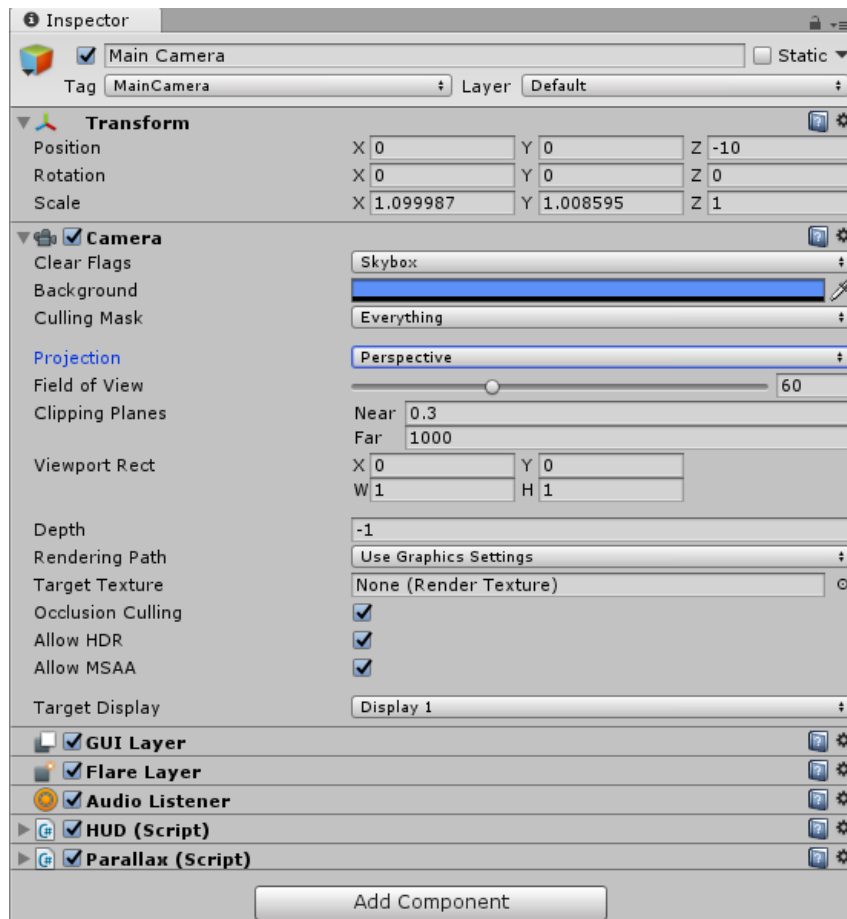 Inspector
Main Camera Static
Tag MainCamera Layer Default
Transform
Position X 0 Y 0 Z -10
Rotation X 0 Y 0 Z 0
Scale X 1.099987 Y 1.008595 Z 1
Camera
Clear Flags Skybox
Background
Culling Mask Everything
Projection Perspective
Field of View 60
Clipping Planes Near 0.3
Far 1000
Viewport Rect X 0 Y 0
W 1 H 1
Depth -1
Rendering Path Use Graphics Settings
Target Texture None (Render Texture)
Occlusion Culling
Allow HDR
Allow MSAA
Target Display Display 1
GUI Layer
Flare Layer
Audio Listener
HUD (Script)
Parallax (Script)
Add Component